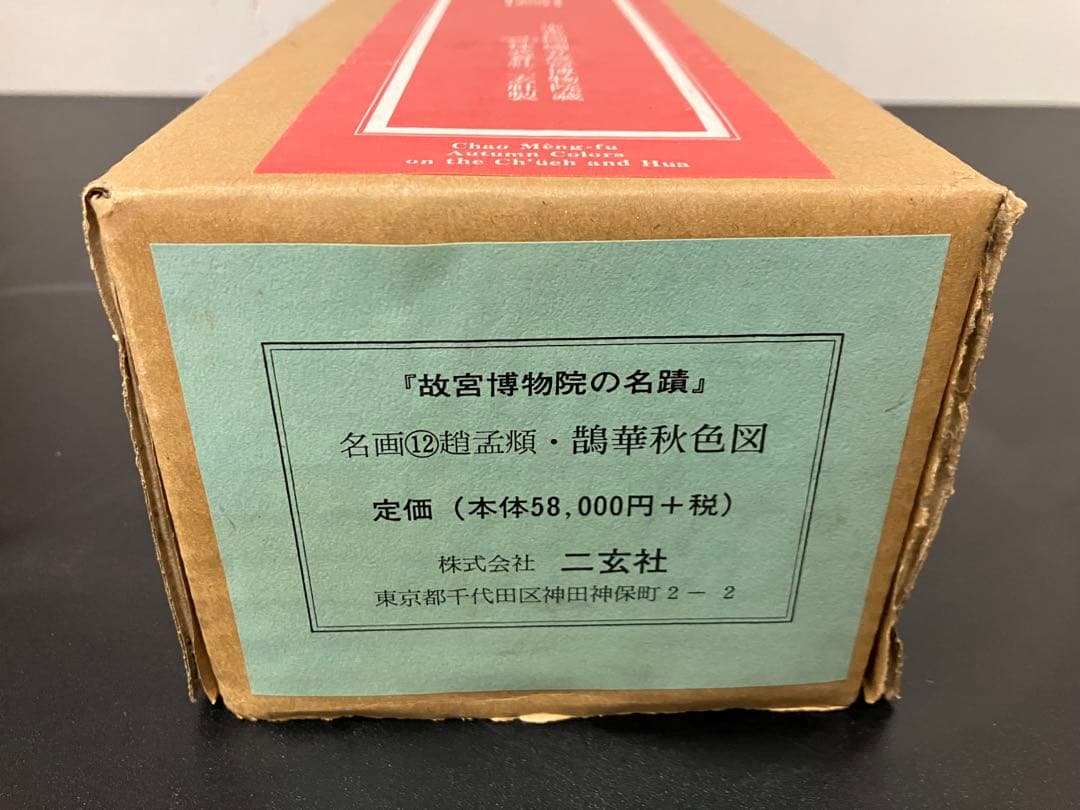 Chao Mêng-fu
Autumn Colors
on the Ch'üeh and Hua
『故宮博物院の名蹟』
名画⑫趙孟頫・鵲華秋色図
定価（本体58,000円＋税）
株式会社 二玄社
東京都千代田区神田神保町２－２